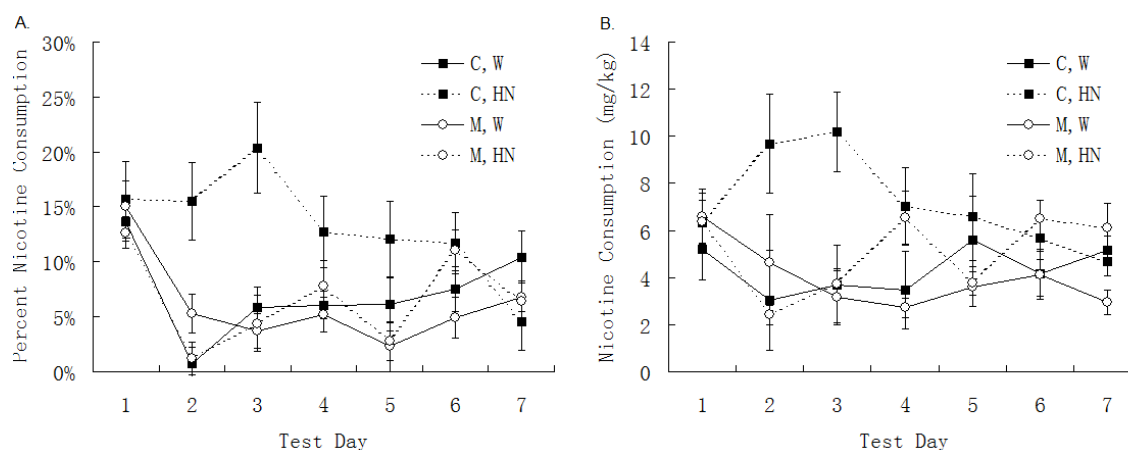 A.
Percent Nicotine Consumption
30%
25%
20%
15%
10%
5%
0%
C, W
C, HN
M, W
M, HN
1 2 3 4 5 6 7
Test Day
B.
Nicotine Consumption (mg/kg)
14
12
10
8
6
4
2
0
C, W
C, HN
M, W
M, HN
1 2 3 4 5 6 7
Test Day